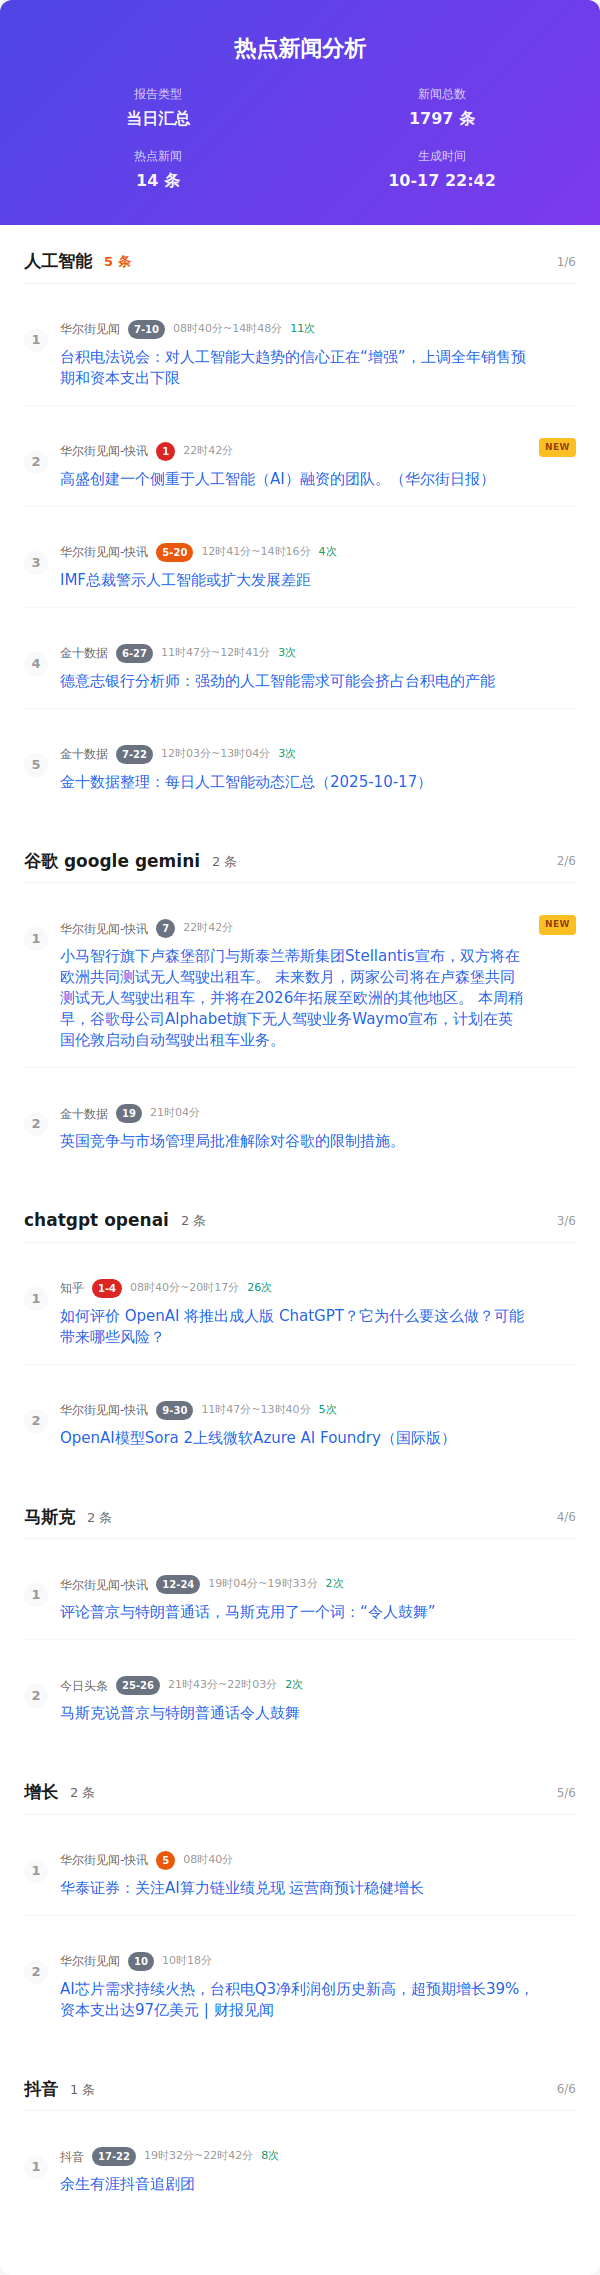 热点新闻分析
报告类型
新闻总数
当日汇总
1797 条
热点新闻
生成时间
14 条
10-17 22:42
人工智能 5 条 1/6
1
华尔街见闻 7-10 08时40分~14时48分 11次
台积电法说会：对人工智能大趋势的信心正在“增强”，上调全年销售预
期和资本支出下限
2
华尔街见闻-快讯 1 22时42分 NEW
高盛创建一个侧重于人工智能（AI）融资的团队。（华尔街日报）
3
华尔街见闻-快讯 5-20 12时41分~14时16分 4次
IMF总裁警示人工智能或扩大发展差距
4
金十数据 6-27 11时47分~12时41分 3次
德意志银行分析师：强劲的人工智能需求可能会挤占台积电的产能
5
金十数据 7-22 12时03分~13时04分 3次
金十数据整理：每日人工智能动态汇总（2025-10-17）
谷歌 google gemini 2 条 2/6
1
华尔街见闻-快讯 7 22时42分 NEW
小马智行旗下卢森堡部门与斯泰兰蒂斯集团Stellantis宣布，双方将在
欧洲共同测试无人驾驶出租车。 未来数月，两家公司将在卢森堡共同
测试无人驾驶出租车，并将在2026年拓展至欧洲的其他地区。 本周稍
早，谷歌母公司Alphabet旗下无人驾驶业务Waymo宣布，计划在英
国伦敦启动自动驾驶出租车业务。
2
金十数据 19 21时04分
英国竞争与市场管理局批准解除对谷歌的限制措施。
chatgpt openai 2 条 3/6
1
知乎 1-4 08时40分~20时17分 26次
如何评价 OpenAI 将推出成人版 ChatGPT？它为什么要这么做？可能
带来哪些风险？
2
华尔街见闻-快讯 9-30 11时47分~13时40分 5次
OpenAI模型Sora 2上线微软Azure AI Foundry（国际版）
马斯克 2 条 4/6
1
华尔街见闻-快讯 12-24 19时04分~19时33分 2次
评论普京与特朗普通话，马斯克用了一个词：“令人鼓舞”
2
今日头条 25-26 21时43分~22时03分 2次
马斯克说普京与特朗普通话令人鼓舞
增长 2 条 5/6
1
华尔街见闻-快讯 5 08时40分
华泰证券：关注AI算力链业绩兑现 运营商预计稳健增长
2
华尔街见闻 10 10时18分
AI芯片需求持续火热，台积电Q3净利润创历史新高，超预期增长39%，
资本支出达97亿美元 | 财报见闻
抖音 1 条 6/6
1
抖音 17-22 19时32分~22时42分 8次
余生有涯抖音追剧团